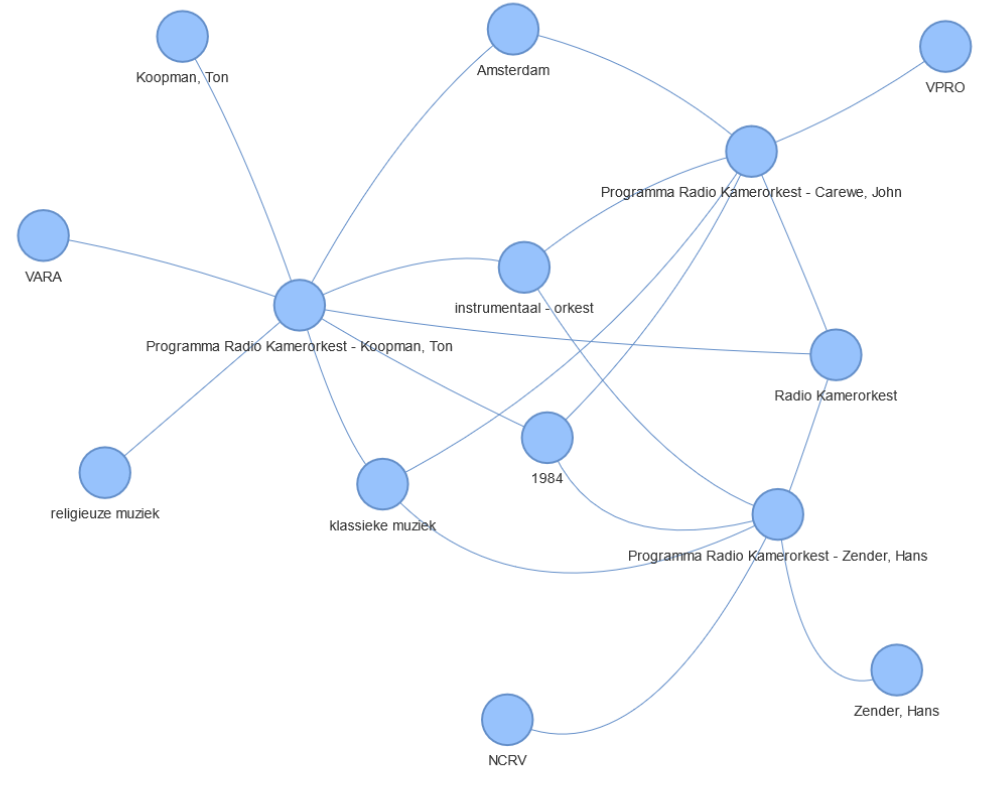 Amsterdam
Koopman, Ton
VPRO
Programma Radio Kamerorkest - Carewe, John
VARA
instrumentaal - orkest
Programma Radio Kamerorkest - Koopman, Ton
Radio Kamerorkest
1984
religieuze muziek
klassieke muziek
Programma Radio Kamerorkest - Zender, Hans
Zender, Hans
NCRV